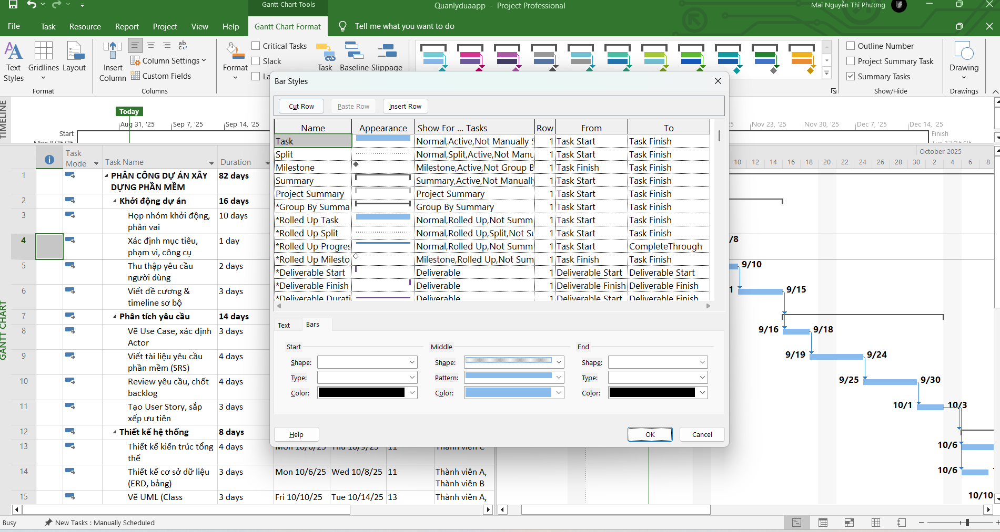 Gantt Chart Tools
Quanlyduaapp - Project Professional
Mai Nguyễn Thị Phương
File Task Resource Report Project View Help Gantt Chart Format Tell me what you want to do
Text Styles
Gridlines
Layout
Format
Insert Column
Column Settings
Custom Fields
Columns
Format
Critical Tasks
Slack
Task
Baseline
Slippage
Outline Number
Project Summary Task
Summary Tasks
Show/Hide
Drawing
Drawings
TIMELINE
Today
Aug 31, '25 Sep 7, '25 Sep 14, '25 Nov 23, '25 Nov 30, '25 Dec 7, '25 Dec 14, '25
Start
Mon 8/25/25
Finish
Tue 12/16/25
Bar Styles
Cut Row Paste Row Insert Row
Name Appearance Show For ... Tasks Row From To
Task Normal,Active,Not Manually S 1 Task Start Task Finish
Split Normal,Split,Active,Not Manu 1 Task Start Task Finish
Milestone Milestone,Active,Not Group B 1 Task Finish Task Finish
Summary Summary,Active,Not Manually 1 Task Start Task Finish
Project Summary Project Summary 1 Task Start Task Finish
*Group By Summa Group By Summary 1 Task Start Task Finish
*Rolled Up Task Normal,Rolled Up,Not Summ 1 Task Start Task Finish
*Rolled Up Split Normal,Rolled Up,Split,Not Su 1 Task Start Task Finish
*Rolled Up Progres Normal,Rolled Up,Not Summ 1 Task Start CompleteThrough
*Rolled Up Milesto Milestone,Rolled Up,Not Sum 1 Task Finish Task Finish
*Deliverable Start Deliverable 1 Deliverable Start Deliverable Start
*Deliverable Finish Deliverable 1 Deliverable Finish Deliverable Finish
*Deliverable Durati Deliverable 1 Deliverable Start Deliverable Finish
Text Bars
Start Middle End
Shape: Shape: Shape:
Type: Pattern: Type:
Color: Color: Color:
Help OK Cancel
GANTT CHART
Task Mode Task Name Duration
1 PHÂN CÔNG DỰ ÁN XÂY DỰNG PHẦN MỀM 82 days
2 Khởi động dự án 16 days
3 Họp nhóm khởi động, phân vai 10 days
4 Xác định mục tiêu, phạm vi, công cụ 1 day
5 Thu thập yêu cầu người dùng 2 days
6 Viết đề cương & timeline sơ bộ 3 days
7 Phân tích yêu cầu 14 days
8 Vẽ Use Case, xác định Actor 3 days
9 Viết tài liệu yêu cầu phần mềm (SRS) 4 days
10 Review yêu cầu, chốt backlog 4 days
11 Tạo User Story, sắp xếp ưu tiên 3 days
12 Thiết kế hệ thống 8 days
13 Thiết kế kiến trúc tổng thể 4 days Mon 10/6/25 Thu 10/9/25 11 Thành viên C
14 Thiết kế cơ sở dữ liệu (ERD, bảng) 3 days Mon 10/6/25 Wed 10/8/25 11 Thành viên A, Thành viên B
15 Vẽ UML (Class 3 days Fri 10/10/25 Tue 10/14/25 13 Thành viên A,
October 2025
10 12 14 16 18 20 22 24 26 28 30 2 4 6 8
/8
9/10
1 9/15
9/16 9/18
9/19 9/24
9/25 9/30
10/1 10/3
10/6
10/6
10/10
Busy New Tasks : Manually Scheduled